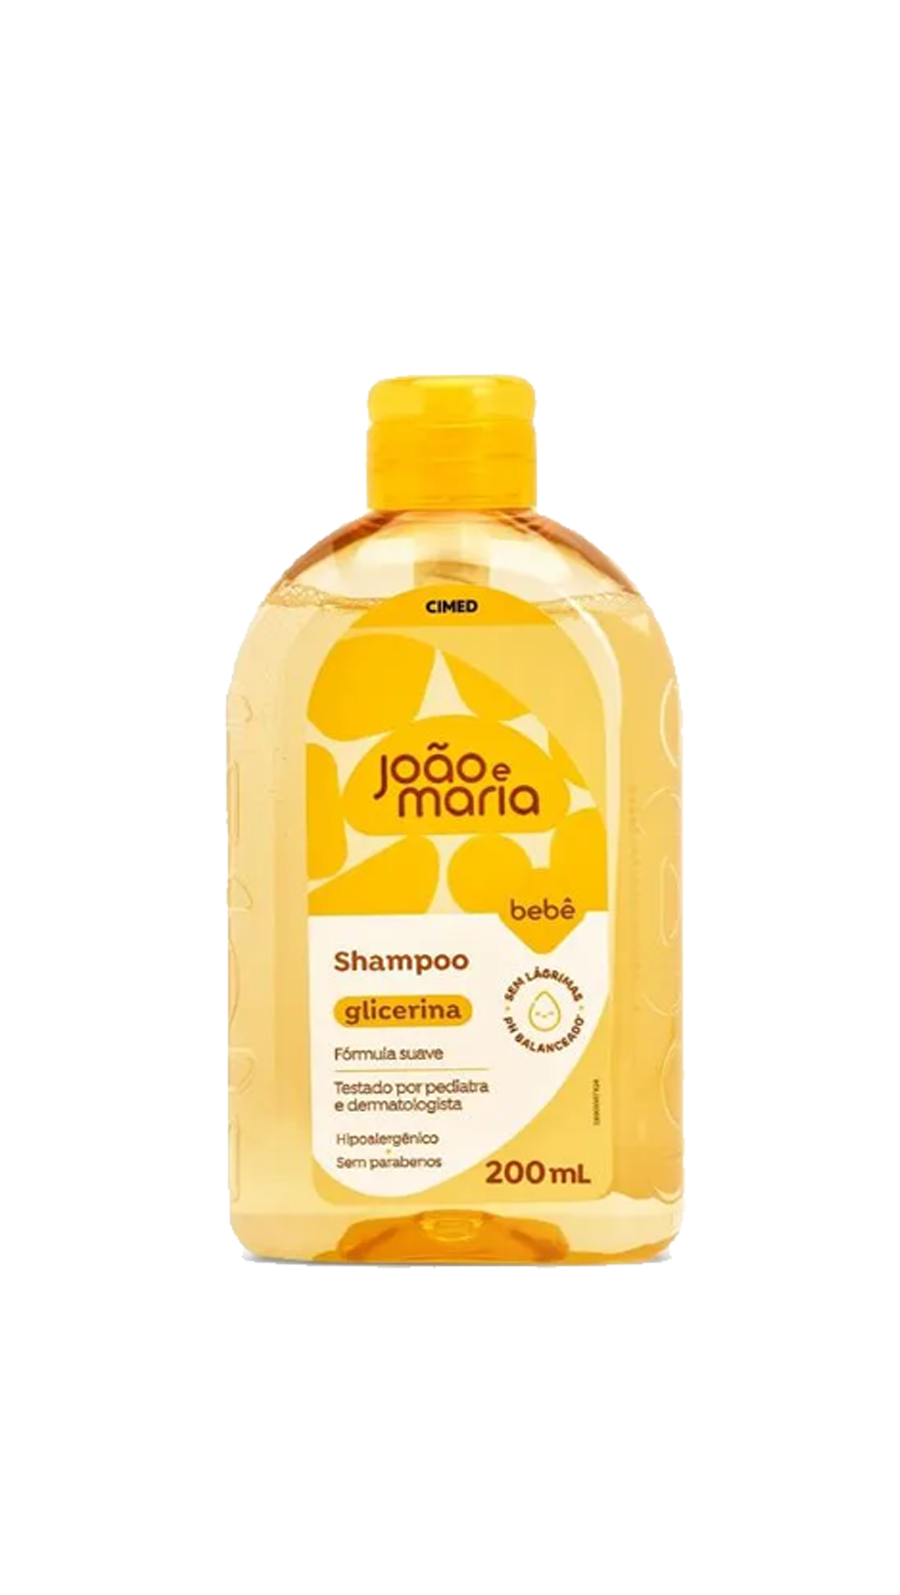 CIMED
joão e
maria
bebê
Shampoo
glicerina
SEM LÁGRIMAS
PH BALANCEADO
Fórmula suave
Testado por pediatra
e dermatologista
Hipoalergênico
Sem parabenos
200 mL